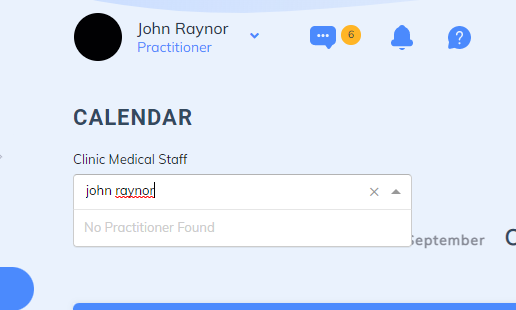 John Raynor
Practitioner
6
CALENDAR
Clinic Medical Staff
john raynor
No Practitioner Found
September